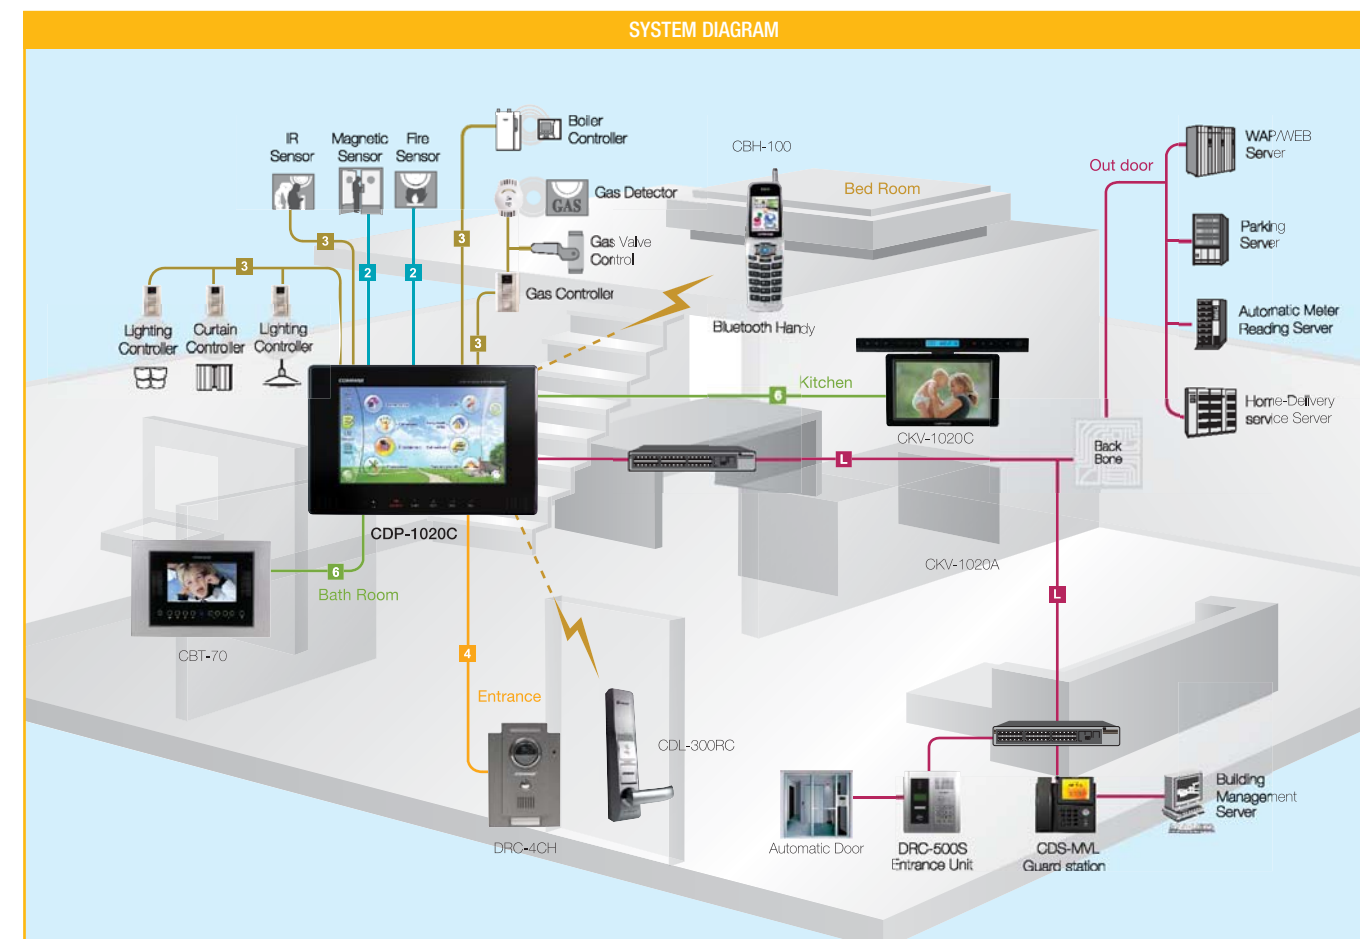 SYSTEM DIAGRAM
IR
Sensor
Magnetic
Sensor
Fire
Sensor
Boiler
Controller
CBH-100
Bed Room
Out door
WAP/WEB
Server
Gas Detector
GAS
Gas Valve
Control
Parking
Server
3
3
3
2
2
Gas Controller
Lighting
Controller
Curtain
Controller
Lighting
Controller
Bluetooth Handy
Automatic Meter
Reading Server
3
6
Kitchen
Home-Delivery
service Server
CKV-1020C
Back
Bone
L
CDP-1020C
CKV-1020A
6
Bath Room
L
CBT-70
4
Entrance
CDL-300RC
DRC-4CH
Automatic Door
DRC-500S
Entrance Unit
CDS-MVL
Guard station
Building
Management
Server